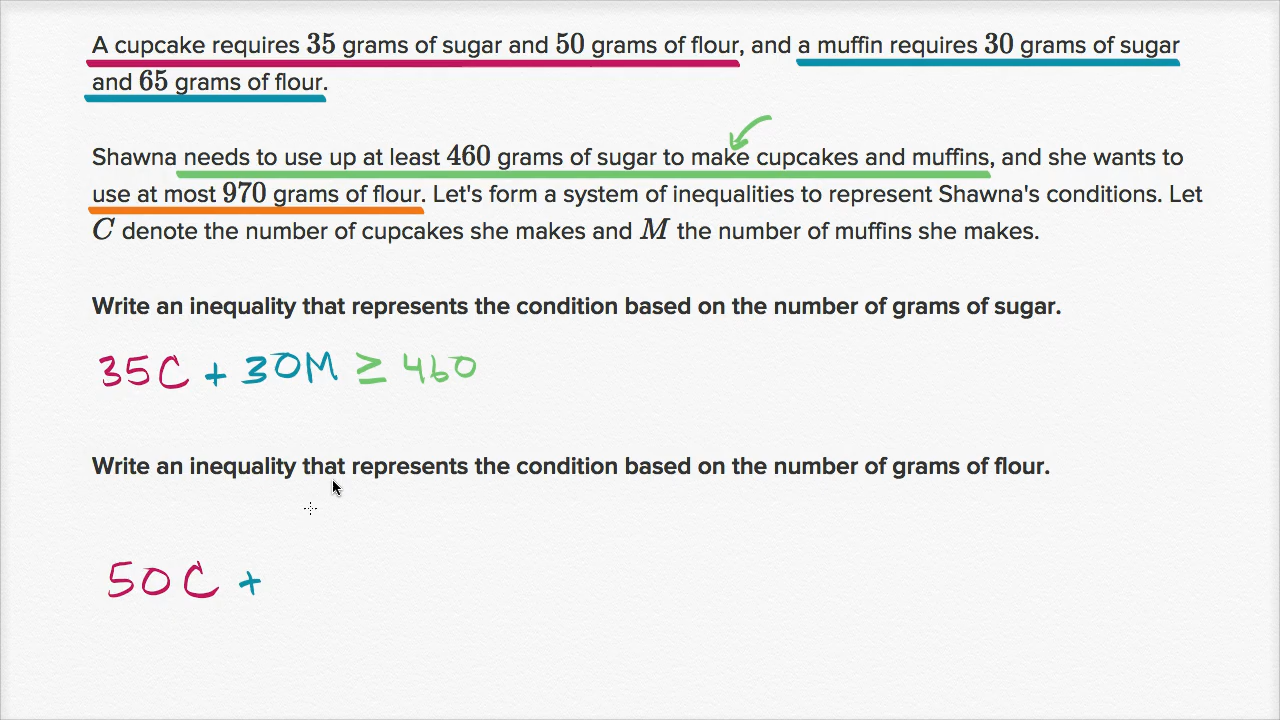 A cupcake requires 35 grams of sugar and 50 grams of flour, and a muffin requires 30 grams of sugar
and 65 grams of flour.
Shawna needs to use up at least 460 grams of sugar to make cupcakes and muffins, and she wants to
use at most 970 grams of flour. Let's form a system of inequalities to represent Shawna's conditions. Let
C denote the number of cupcakes she makes and M the number of muffins she makes.
Write an inequality that represents the condition based on the number of grams of sugar.
35C + 30M ≥ 460
Write an inequality that represents the condition based on the number of grams of flour.
50C +